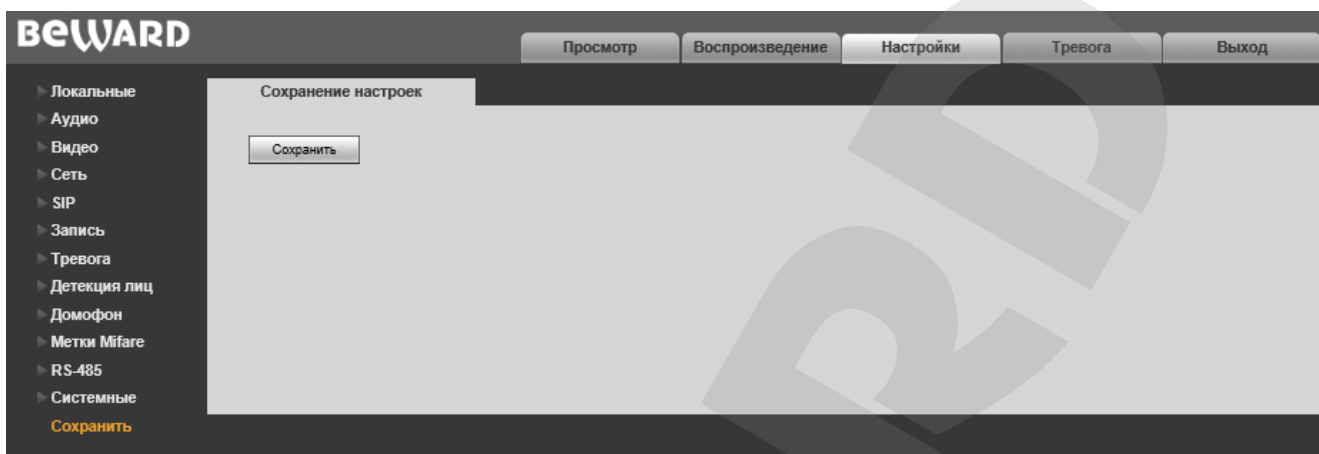 BEWARD
Просмотр Воспроизведение Настройки Тревога Выход
Локальные
Аудио
Видео
Сеть
SIP
Запись
Тревога
Детекция лиц
Домофон
Метки Mifare
RS-485
Системные
Сохранить
Сохранение настроек
Сохранить
RD